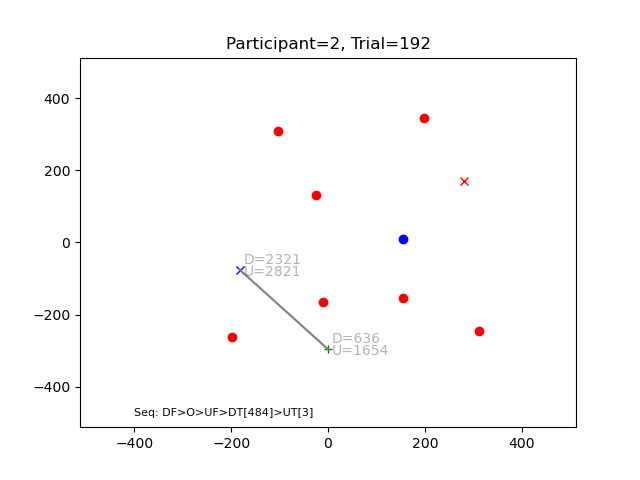 Participant=2, Trial=192
400
200
0
−200
−400
D=2321
U=2821
D=636
U=1654
Seq: DF>O>UF>DT[484]>UT[3]
−400
−200
0
200
400